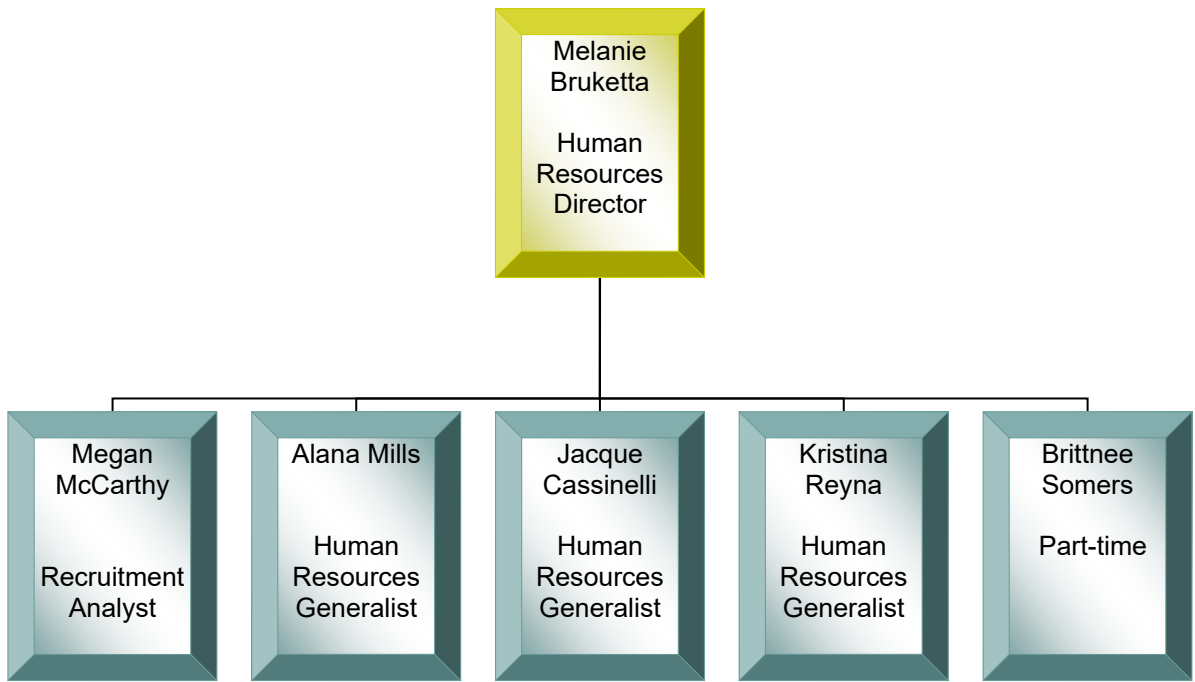 Melanie
Bruketta
Human
Resources
Director
Megan
McCarthy
Recruitment
Analyst
Alana Mills
Human
Resources
Generalist
Jacque
Cassinelli
Human
Resources
Generalist
Kristina
Reyna
Human
Resources
Generalist
Brittnee
Somers
Part-time